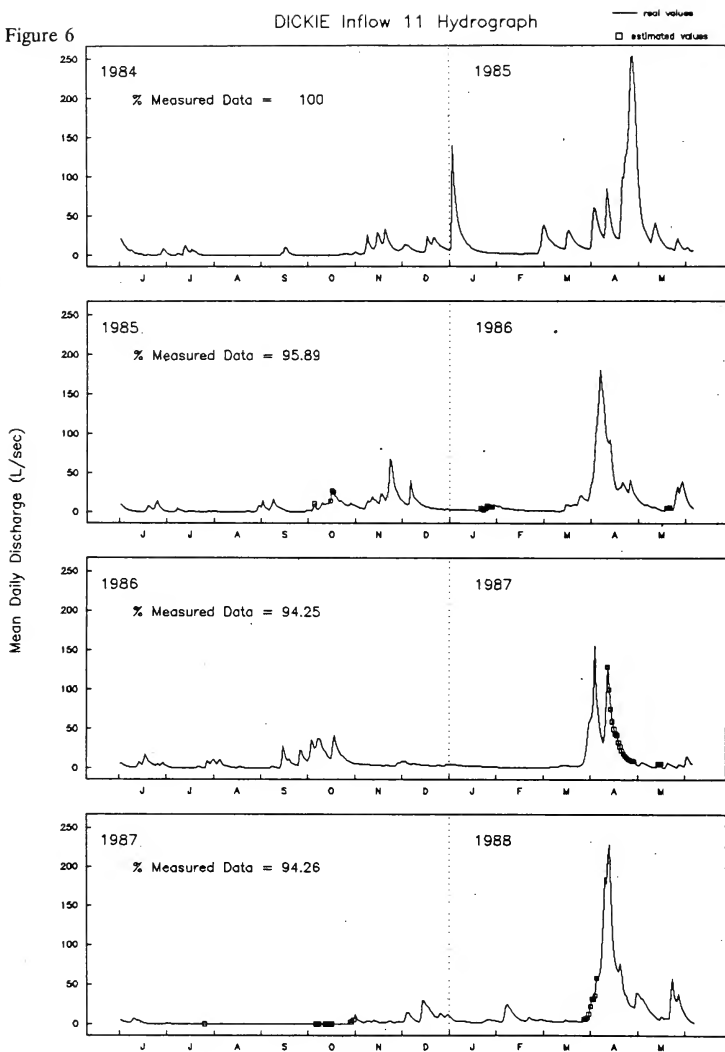 Figure 6
DICKIE Inflow 11 Hydrograph
real values
estimated values
Mean Daily Discharge (L/sec)
1984
1985
% Measured Data = 100
250
200
150
100
50
0
J J A S O N D J F M A M
1985
1986
% Measured Data = 95.89
250
200
150
100
50
0
J J A S O N D J F M A M
1986
1987
% Measured Data = 94.25
250
200
150
100
50
0
J J A S O N D J F M A M
1987
1988
% Measured Data = 94.26
250
200
150
100
50
0
J J A S O N D J F M A M